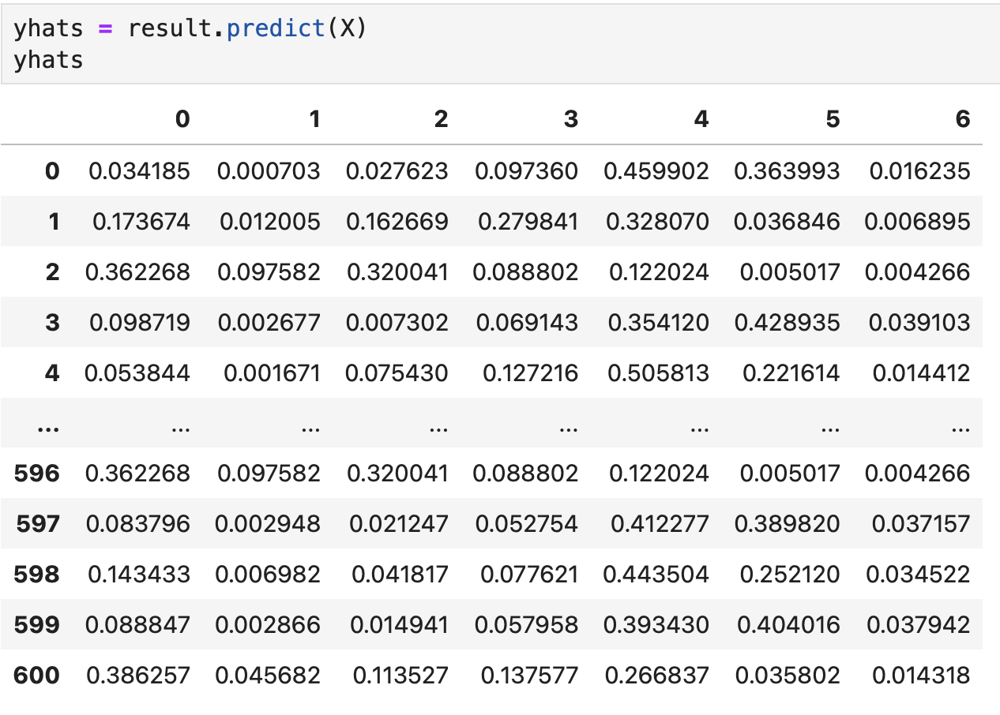 yhats = result.predict(X)
yhats
0 1 2 3 4 5 6
0 0.034185 0.000703 0.027623 0.097360 0.459902 0.363993 0.016235
1 0.173674 0.012005 0.162669 0.279841 0.328070 0.036846 0.006895
2 0.362268 0.097582 0.320041 0.088802 0.122024 0.005017 0.004266
3 0.098719 0.002677 0.007302 0.069143 0.354120 0.428935 0.039103
4 0.053844 0.001671 0.075430 0.127216 0.505813 0.221614 0.014412
... ... ... ... ... ... ... ...
596 0.362268 0.097582 0.320041 0.088802 0.122024 0.005017 0.004266
597 0.083796 0.002948 0.021247 0.052754 0.412277 0.389820 0.037157
598 0.143433 0.006982 0.041817 0.077621 0.443504 0.252120 0.034522
599 0.088847 0.002866 0.014941 0.057958 0.393430 0.404016 0.037942
600 0.386257 0.045682 0.113527 0.137577 0.266837 0.035802 0.014318